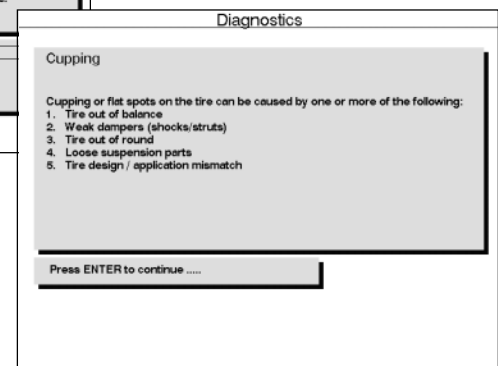 Diagnostics
Cupping
Cupping or flat spots on the tire can be caused by one or more of the following:
1. Tire out of balance
2. Weak dampers (shocks/struts)
3. Tire out of round
4. Loose suspension parts
5. Tire design / application mismatch
Press ENTER to continue .....